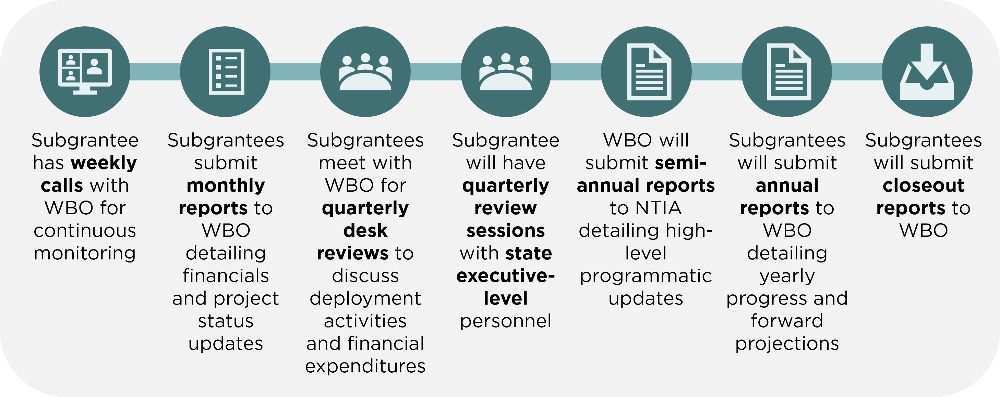 Subgrantee
has weekly
calls with
WBO for
continuous
monitoring
Subgrantees
submit
monthly
reports to
WBO
detailing
financials
and project
status
updates
Subgrantees
meet with
WBO for
quarterly
desk
reviews to
discuss
deployment
activities
and financial
expenditures
Subgrantee
will have
quarterly
review
sessions
with state
executive-
level
personnel
WBO will
submit semi-
annual reports
to NTIA
detailing high-
level
programmatic
updates
Subgrantees
will submit
annual
reports to
WBO
detailing
yearly
progress and
forward
projections
Subgrantees
will submit
closeout
reports to
WBO